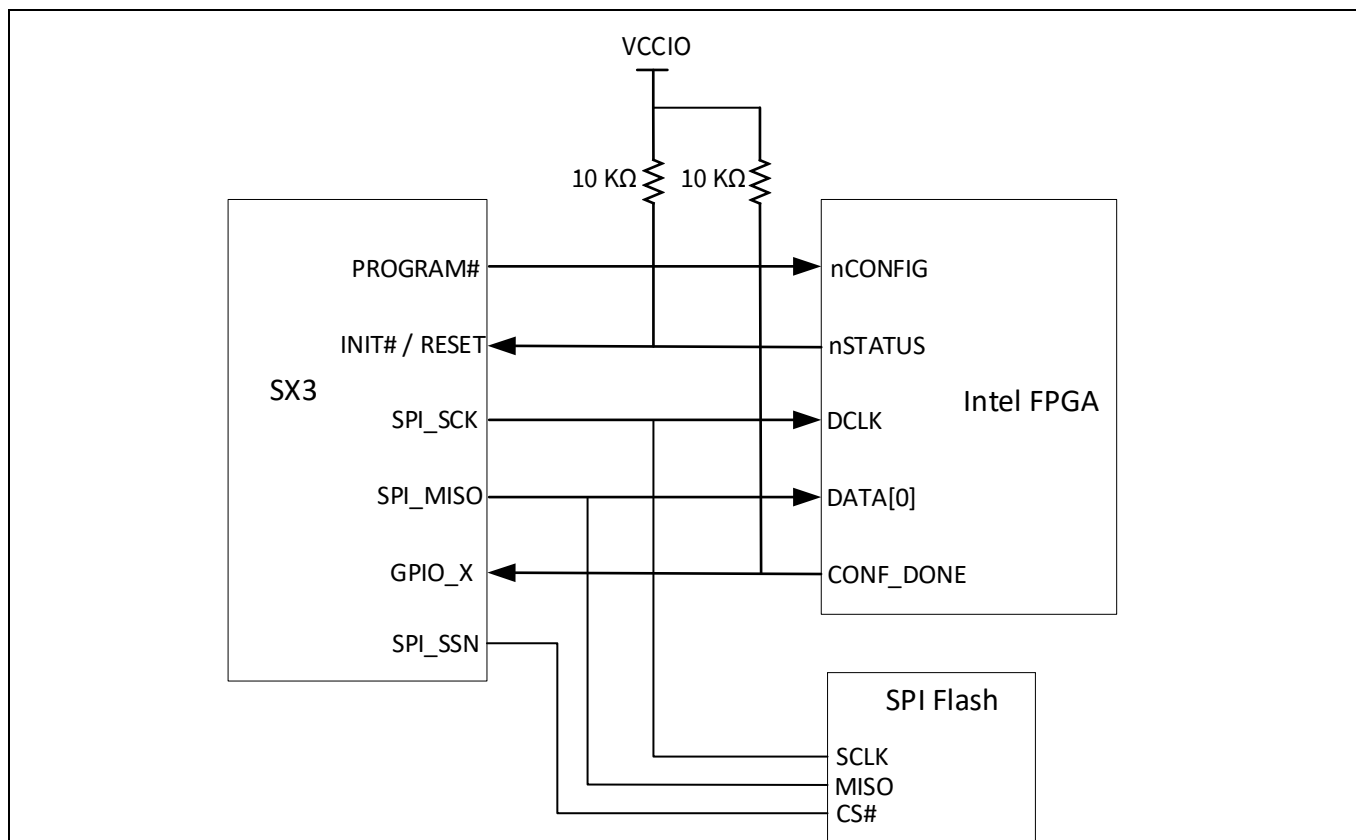 VCCIO
10 KΩ 10 KΩ
PROGRAM# nCONFIG
INIT# / RESET nSTATUS
SX3 Intel FPGA
SPI_SCK DCLK
SPI_MISO DATA[0]
GPIO_X CONF_DONE
SPI_SSN
SPI Flash
SCLK
MISO
CS#